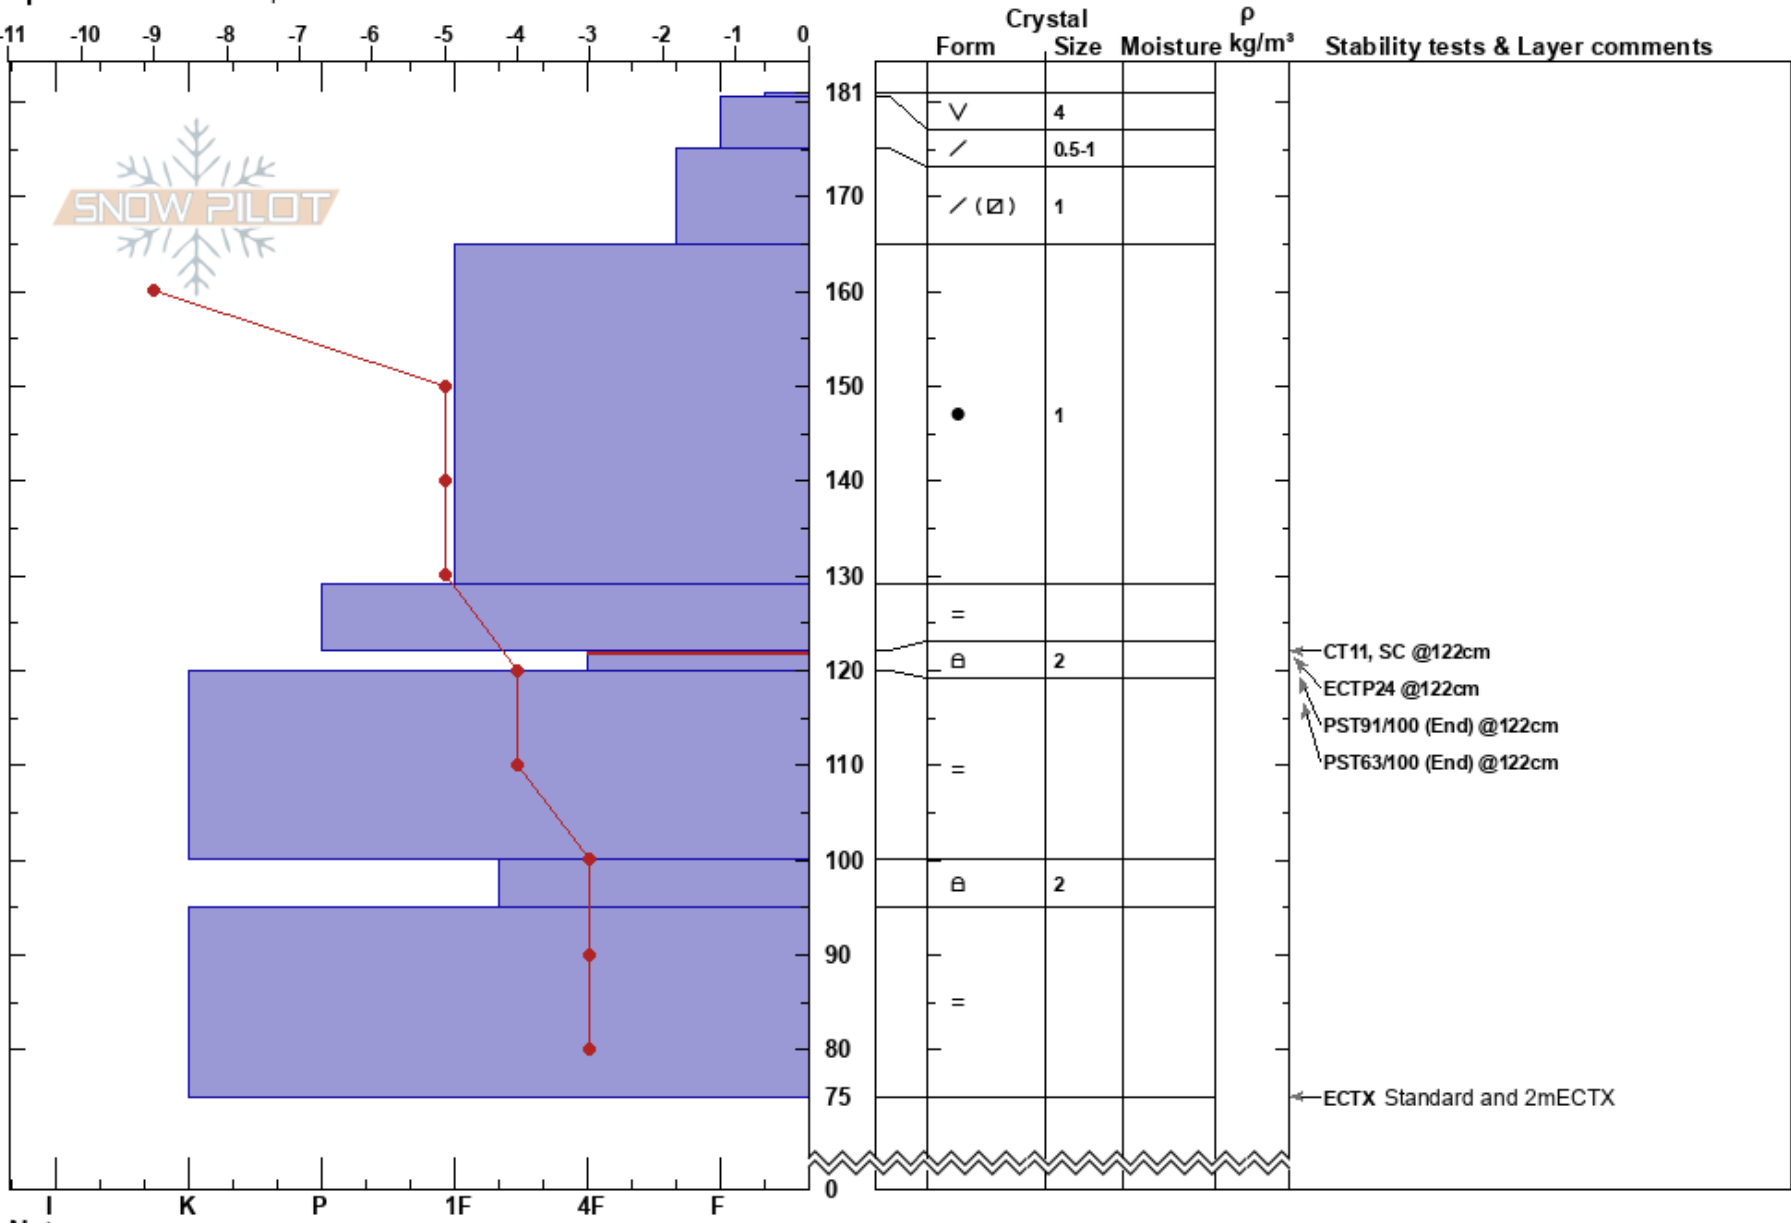 Crystal ρ
-11 -10 -9 -8 -7 -6 -5 -4 -3 -2 -1 0 Form Size Moisture kg/m³ Stability tests & Layer comments
181
V 4
/ 0.5-1
SNOW PILOT
170
/ (⧄) 1
160
150
● 1
140
130
=
CT11, SC @122cm
120
2
ECTP24 @122cm
PST91/100 (End) @122cm
110
PST63/100 (End) @122cm
=
100
2
90
=
80
75
ECTX Standard and 2mECTX
0
I K P 1F 4F F